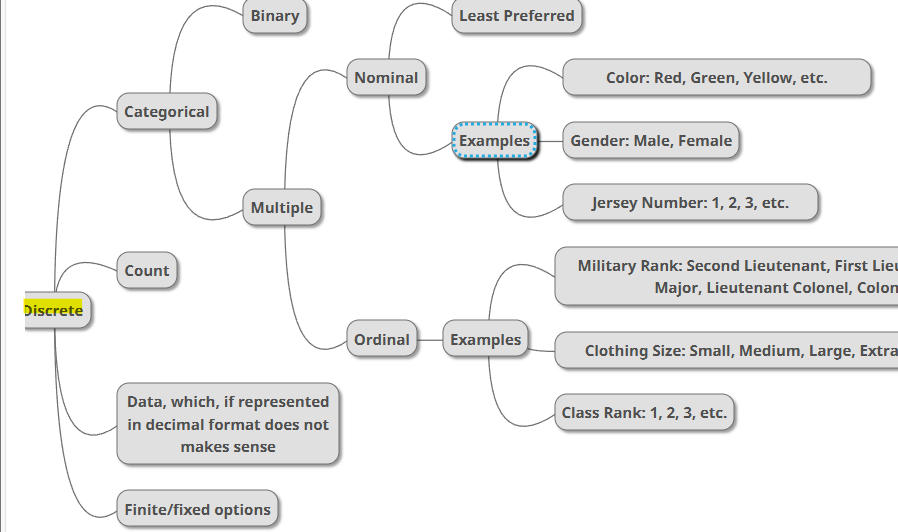 Binary
Least Preferred
Nominal
Color: Red, Green, Yellow, etc.
Categorical
Examples
Gender: Male, Female
Multiple
Jersey Number: 1, 2, 3, etc.
Count
Military Rank: Second Lieutenant, First
Major, Lieutenant Colonel,
Discrete
Ordinal
Examples
Clothing Size: Small, Medium, Large, Extra
Data, which, if represented
in decimal format does not
makes sense
Class Rank: 1, 2, 3, etc.
Finite/fixed options